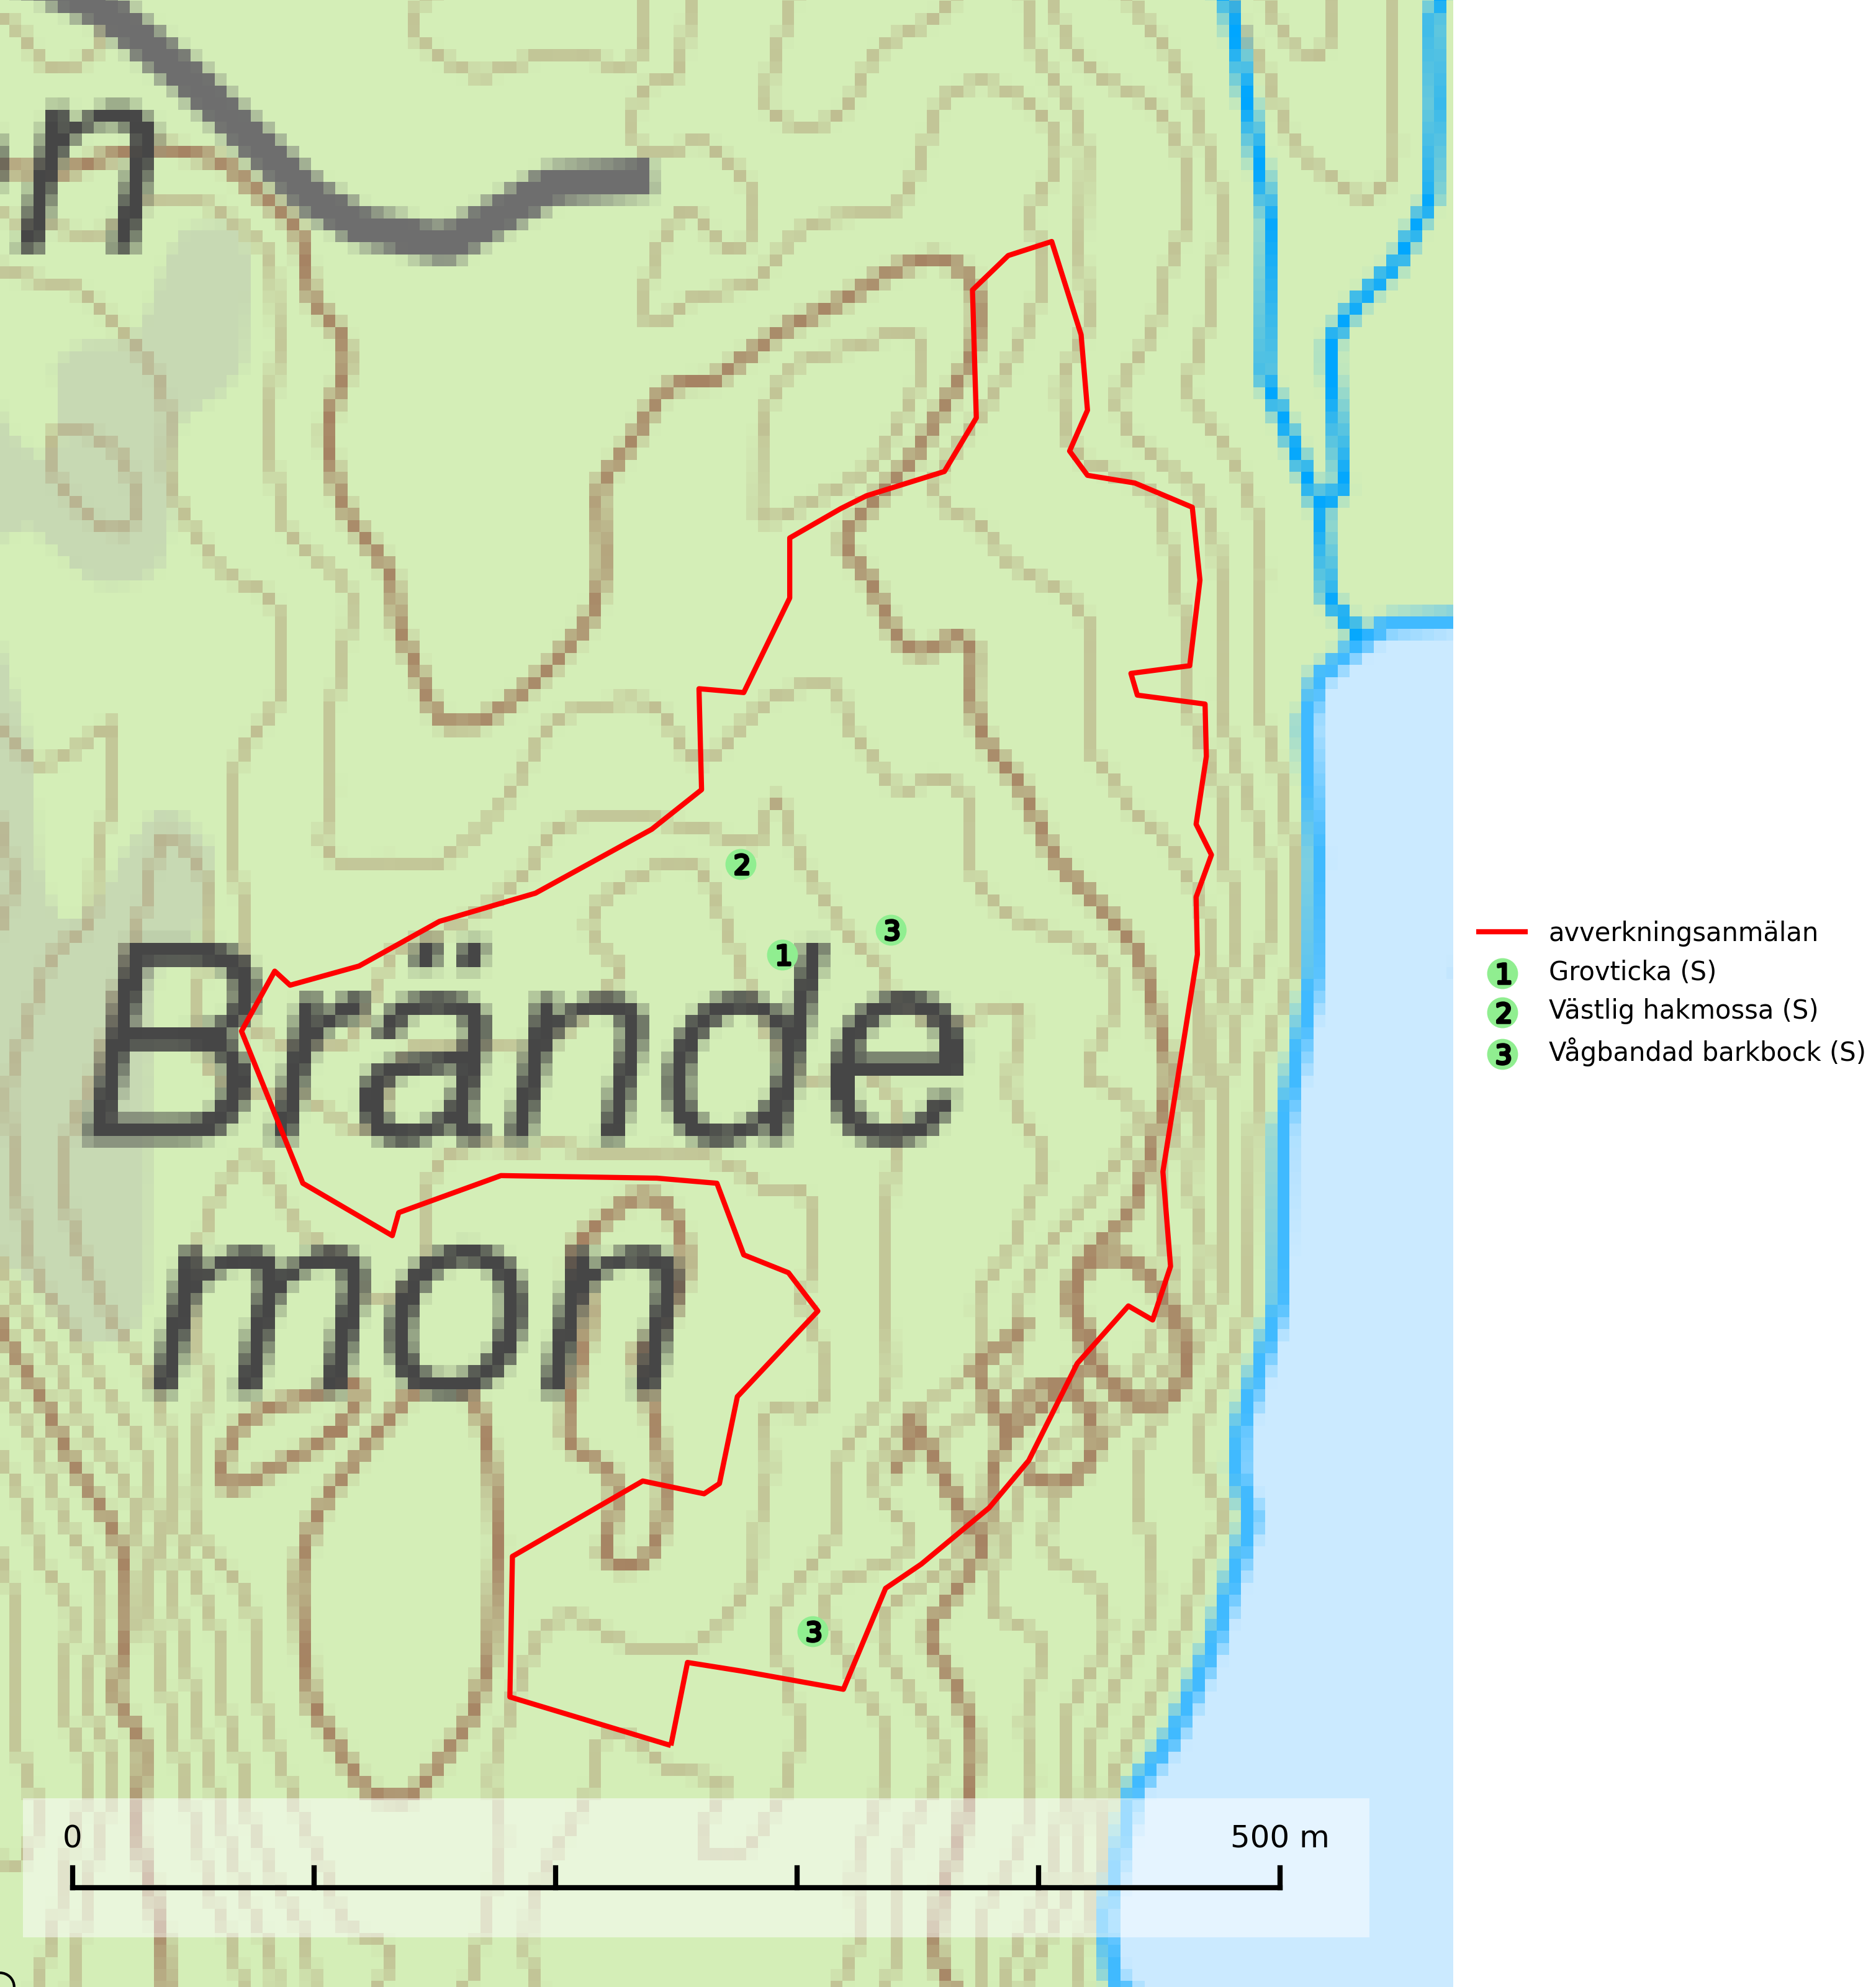 n
2
3
1
Brände
mon
3
0 500 m
avverkningsanmälan
1 Grovticka (S)
2 Västlig hakmossa (S)
3 Vågbandad barkbock (S)